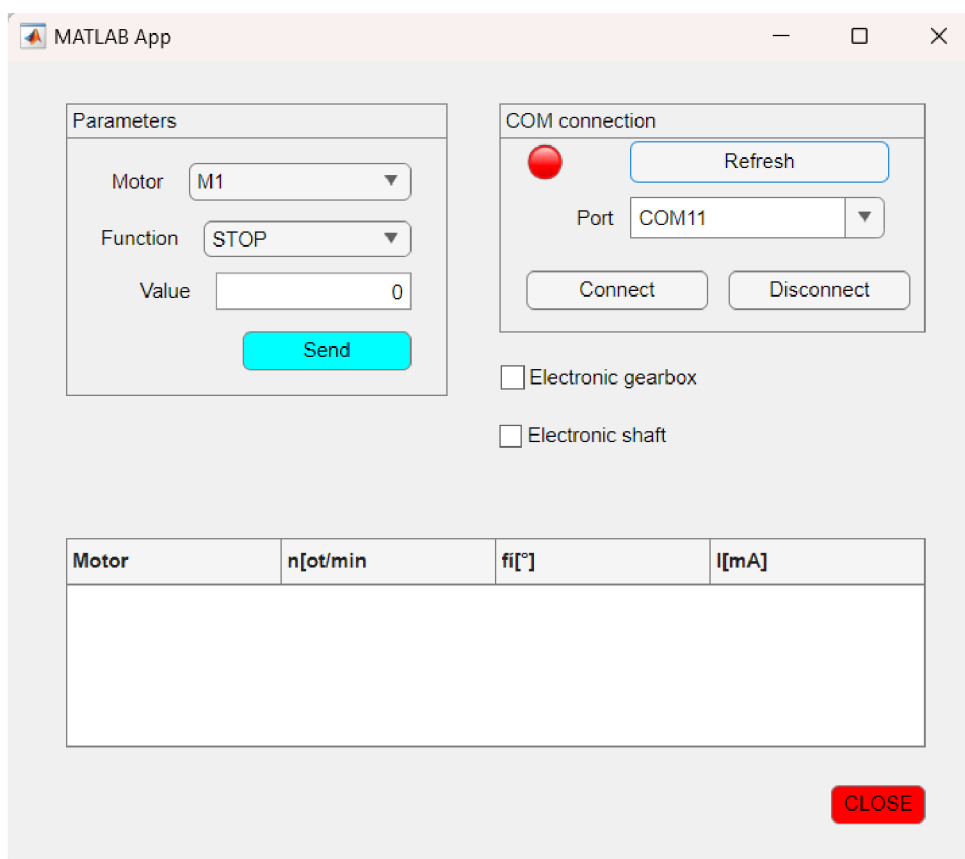 MATLAB App
Parameters
Motor M1
Function STOP
Value 0
Send
COM connection
Refresh
Port COM11
Connect Disconnect
Electronic gearbox
Electronic shaft
Motor n[ot/min fi[°] I[mA]
CLOSE